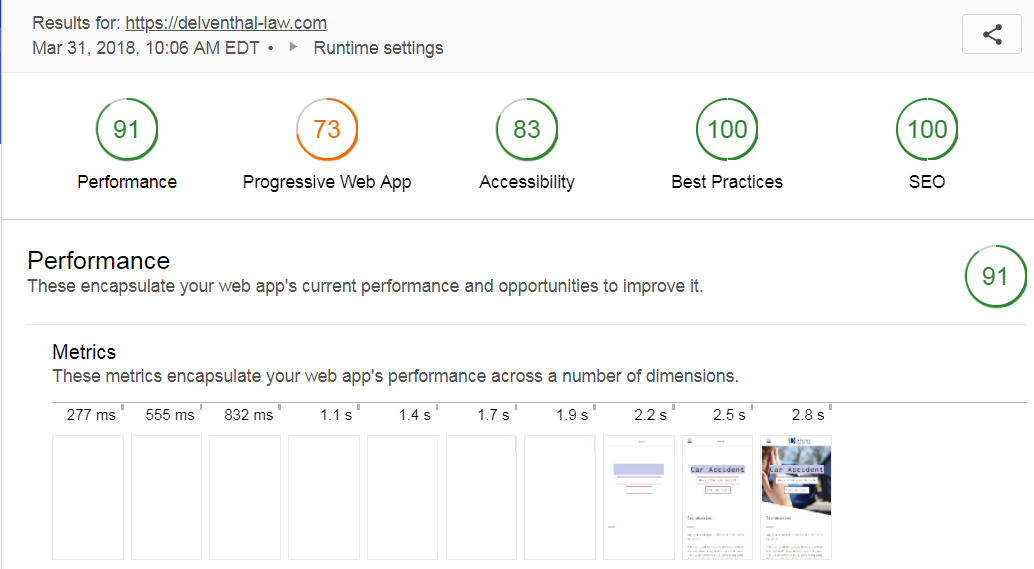 Results for: https://delventhal-law.com
Mar 31, 2018, 10:06 AM EDT • Runtime settings
91 73 83 100 100
Performance Progressive Web App Accessibility Best Practices SEO
Performance
91
These encapsulate your web app's current performance and opportunities to improve it.
Metrics
These metrics encapsulate your web app's performance across a number of dimensions.
277 ms 555 ms 832 ms 1.1 s 1.4 s 1.7 s 1.9 s 2.2 s 2.5 s 2.8 s
Car Accident Car Accident